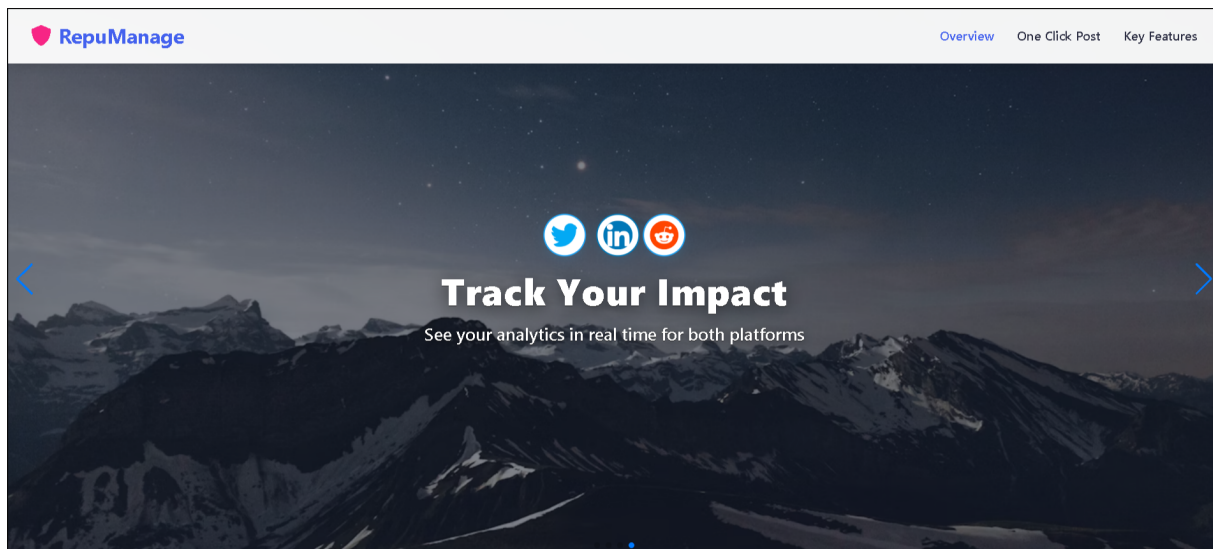 RepuManage
Overview
One Click Post
Key Features
in
Track Your Impact
See your analytics in real time for both platforms